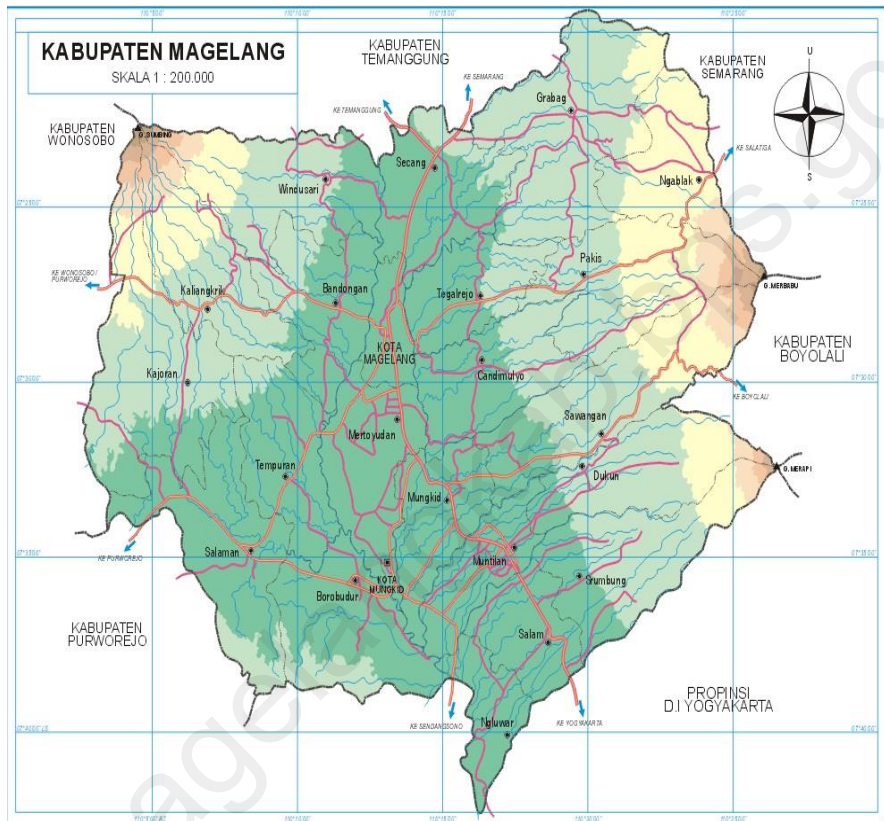 KABUPATEN MAGELANG
SKALA 1 : 200.000
KABUPATEN
TEMANGGUNG
KE SEMARANG
KE TEMANGGUNG
KABUPATEN
SEMARANG
U
S
KABUPATEN
WONOSOBO
G. SUMBING
Grabag
Secang
KE SALATIGA
Windusari
Ngablak
KE WONOSOBO /
PURWOREJO
Kaliangkrik
Bandongan
Tegalrejo
Pakis
G. MERBABU
KOTA
MAGELANG
KABUPATEN
BOYOLALI
Kajoran
Candimulyo
KE BOYOLALI
Mertoyudan
Sawangan
Tempuran
Dukun
G. MERAPI
Mungkid
KE PURWOREJO
Salaman
Muntilan
Borobudur
KOTA
MUNGKID
Srumbung
KABUPATEN
PURWOREJO
Salam
PROPINSI
D.I YOGYAKARTA
KE SENDANGSONO
Ngluwar
KE YOGYAKARTA